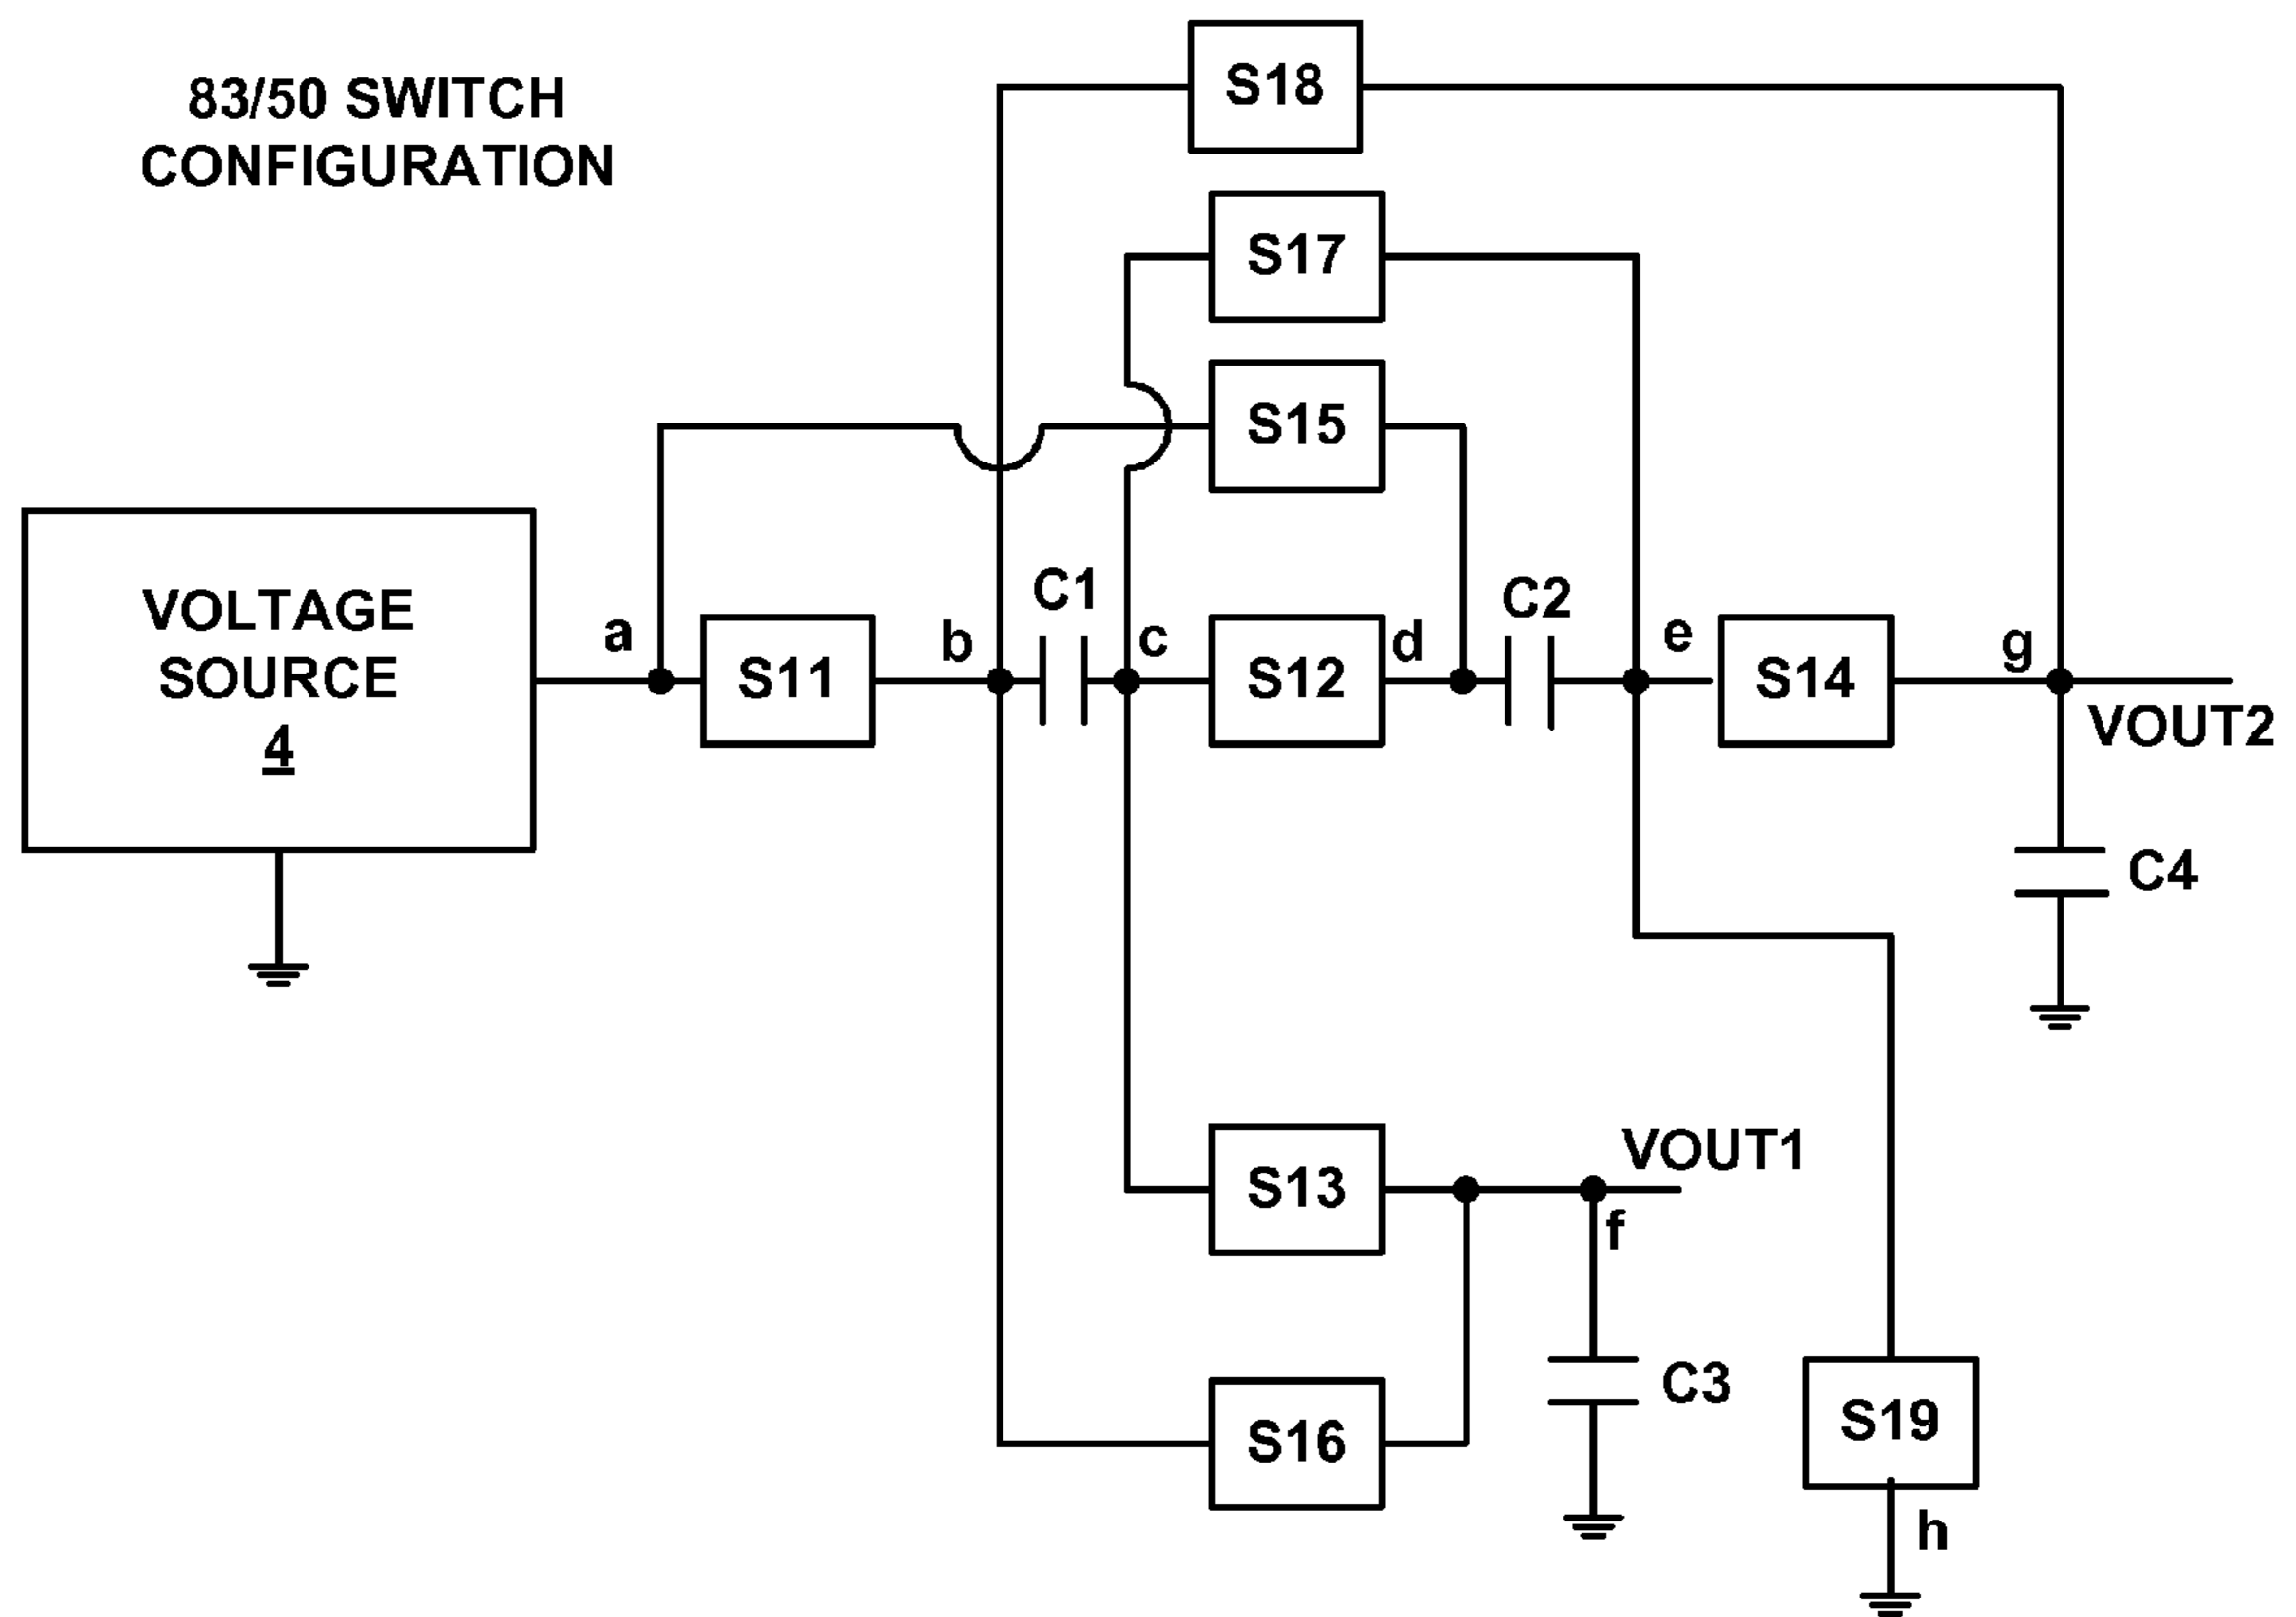 S18
83/50 SWITCH
CONFIGURATION
S17
S15
VOLTAGE
SOURCE
4
a
S11
b
C1
c
S12
d
C2
e
S14
g
VOUT2
C4
S13
VOUT1
f
C3
S16
S19
h